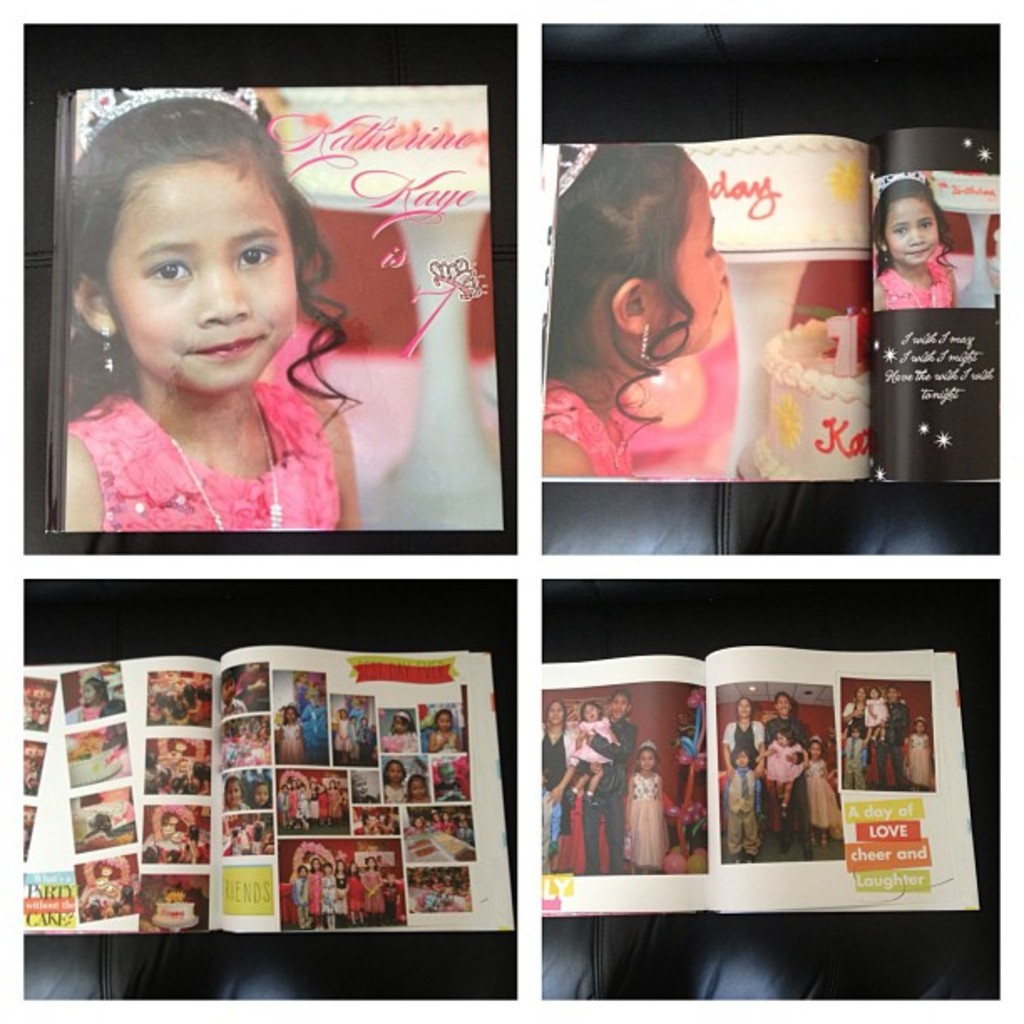 Katherine
Kaye
is
7
day
Kat
Birthday
I wish I may
I wish I might
Have the wish I wish
tonight
What's a
PARTY
without the
CAKE?
RIENDS
LY
A day of
LOVE
cheer and
Laughter